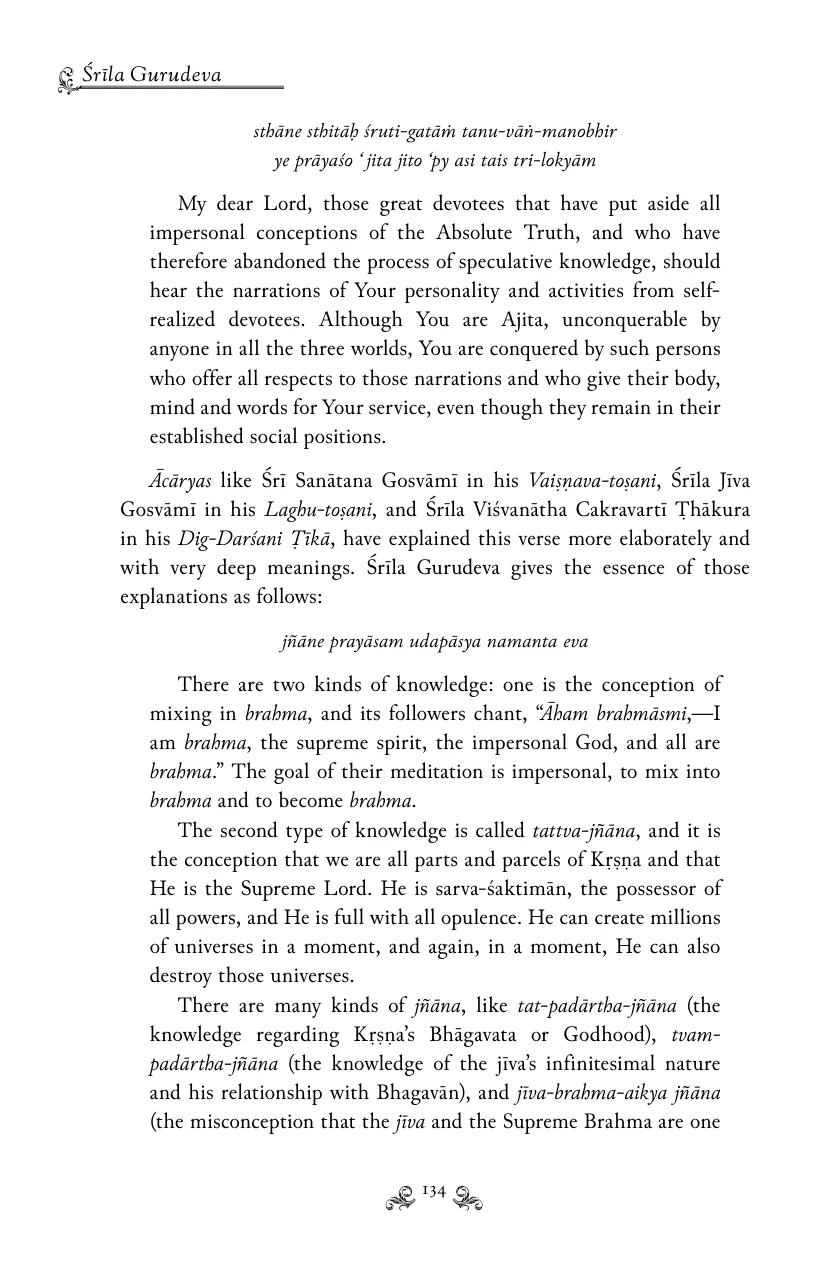 Śrīla Gurudeva
sthāne sthitāḥ śruti-gatāṁ tanu-vāṅ-manobhir
ye prāyaśo ‘ jita jito ‘py asi tais tri-lokyām
My dear Lord, those great devotees that have put aside all
impersonal conceptions of the Absolute Truth, and who have
therefore abandoned the process of speculative knowledge, should
hear the narrations of Your personality and activities from self-
realized devotees. Although You are Ajita, unconquerable by
anyone in all the three worlds, You are conquered by such persons
who offer all respects to those narrations and who give their body,
mind and words for Your service, even though they remain in their
established social positions.
Ācāryas like Śrī Sanātana Gosvāmī in his Vaiṣṇava-toṣani, Śrīla Jīva
Gosvāmī in his Laghu-toṣani, and Śrīla Viśvanātha Cakravartī Ṭhākura
in his Dig-Darśani Ṭīkā, have explained this verse more elaborately and
with very deep meanings. Śrīla Gurudeva gives the essence of those
explanations as follows:
jñāne prayāsam udapāsya namanta eva
There are two kinds of knowledge: one is the conception of
mixing in brahma, and its followers chant, “Āham brahmāsmi,—I
am brahma, the supreme spirit, the impersonal God, and all are
brahma.” The goal of their meditation is impersonal, to mix into
brahma and to become brahma.
The second type of knowledge is called tattva-jñāna, and it is
the conception that we are all parts and parcels of Kṛṣṇa and that
He is the Supreme Lord. He is sarva-śaktimān, the possessor of
all powers, and He is full with all opulence. He can create millions
of universes in a moment, and again, in a moment, He can also
destroy those universes.
There are many kinds of jñāna, like tat-padārtha-jñāna (the
knowledge regarding Kṛṣṇa’s Bhāgavata or Godhood), tvam-
padārtha-jñāna (the knowledge of the jīva’s infinitesimal nature
and his relationship with Bhagavān), and jīva-brahma-aikya jñāna
(the misconception that the jīva and the Supreme Brahma are one
134